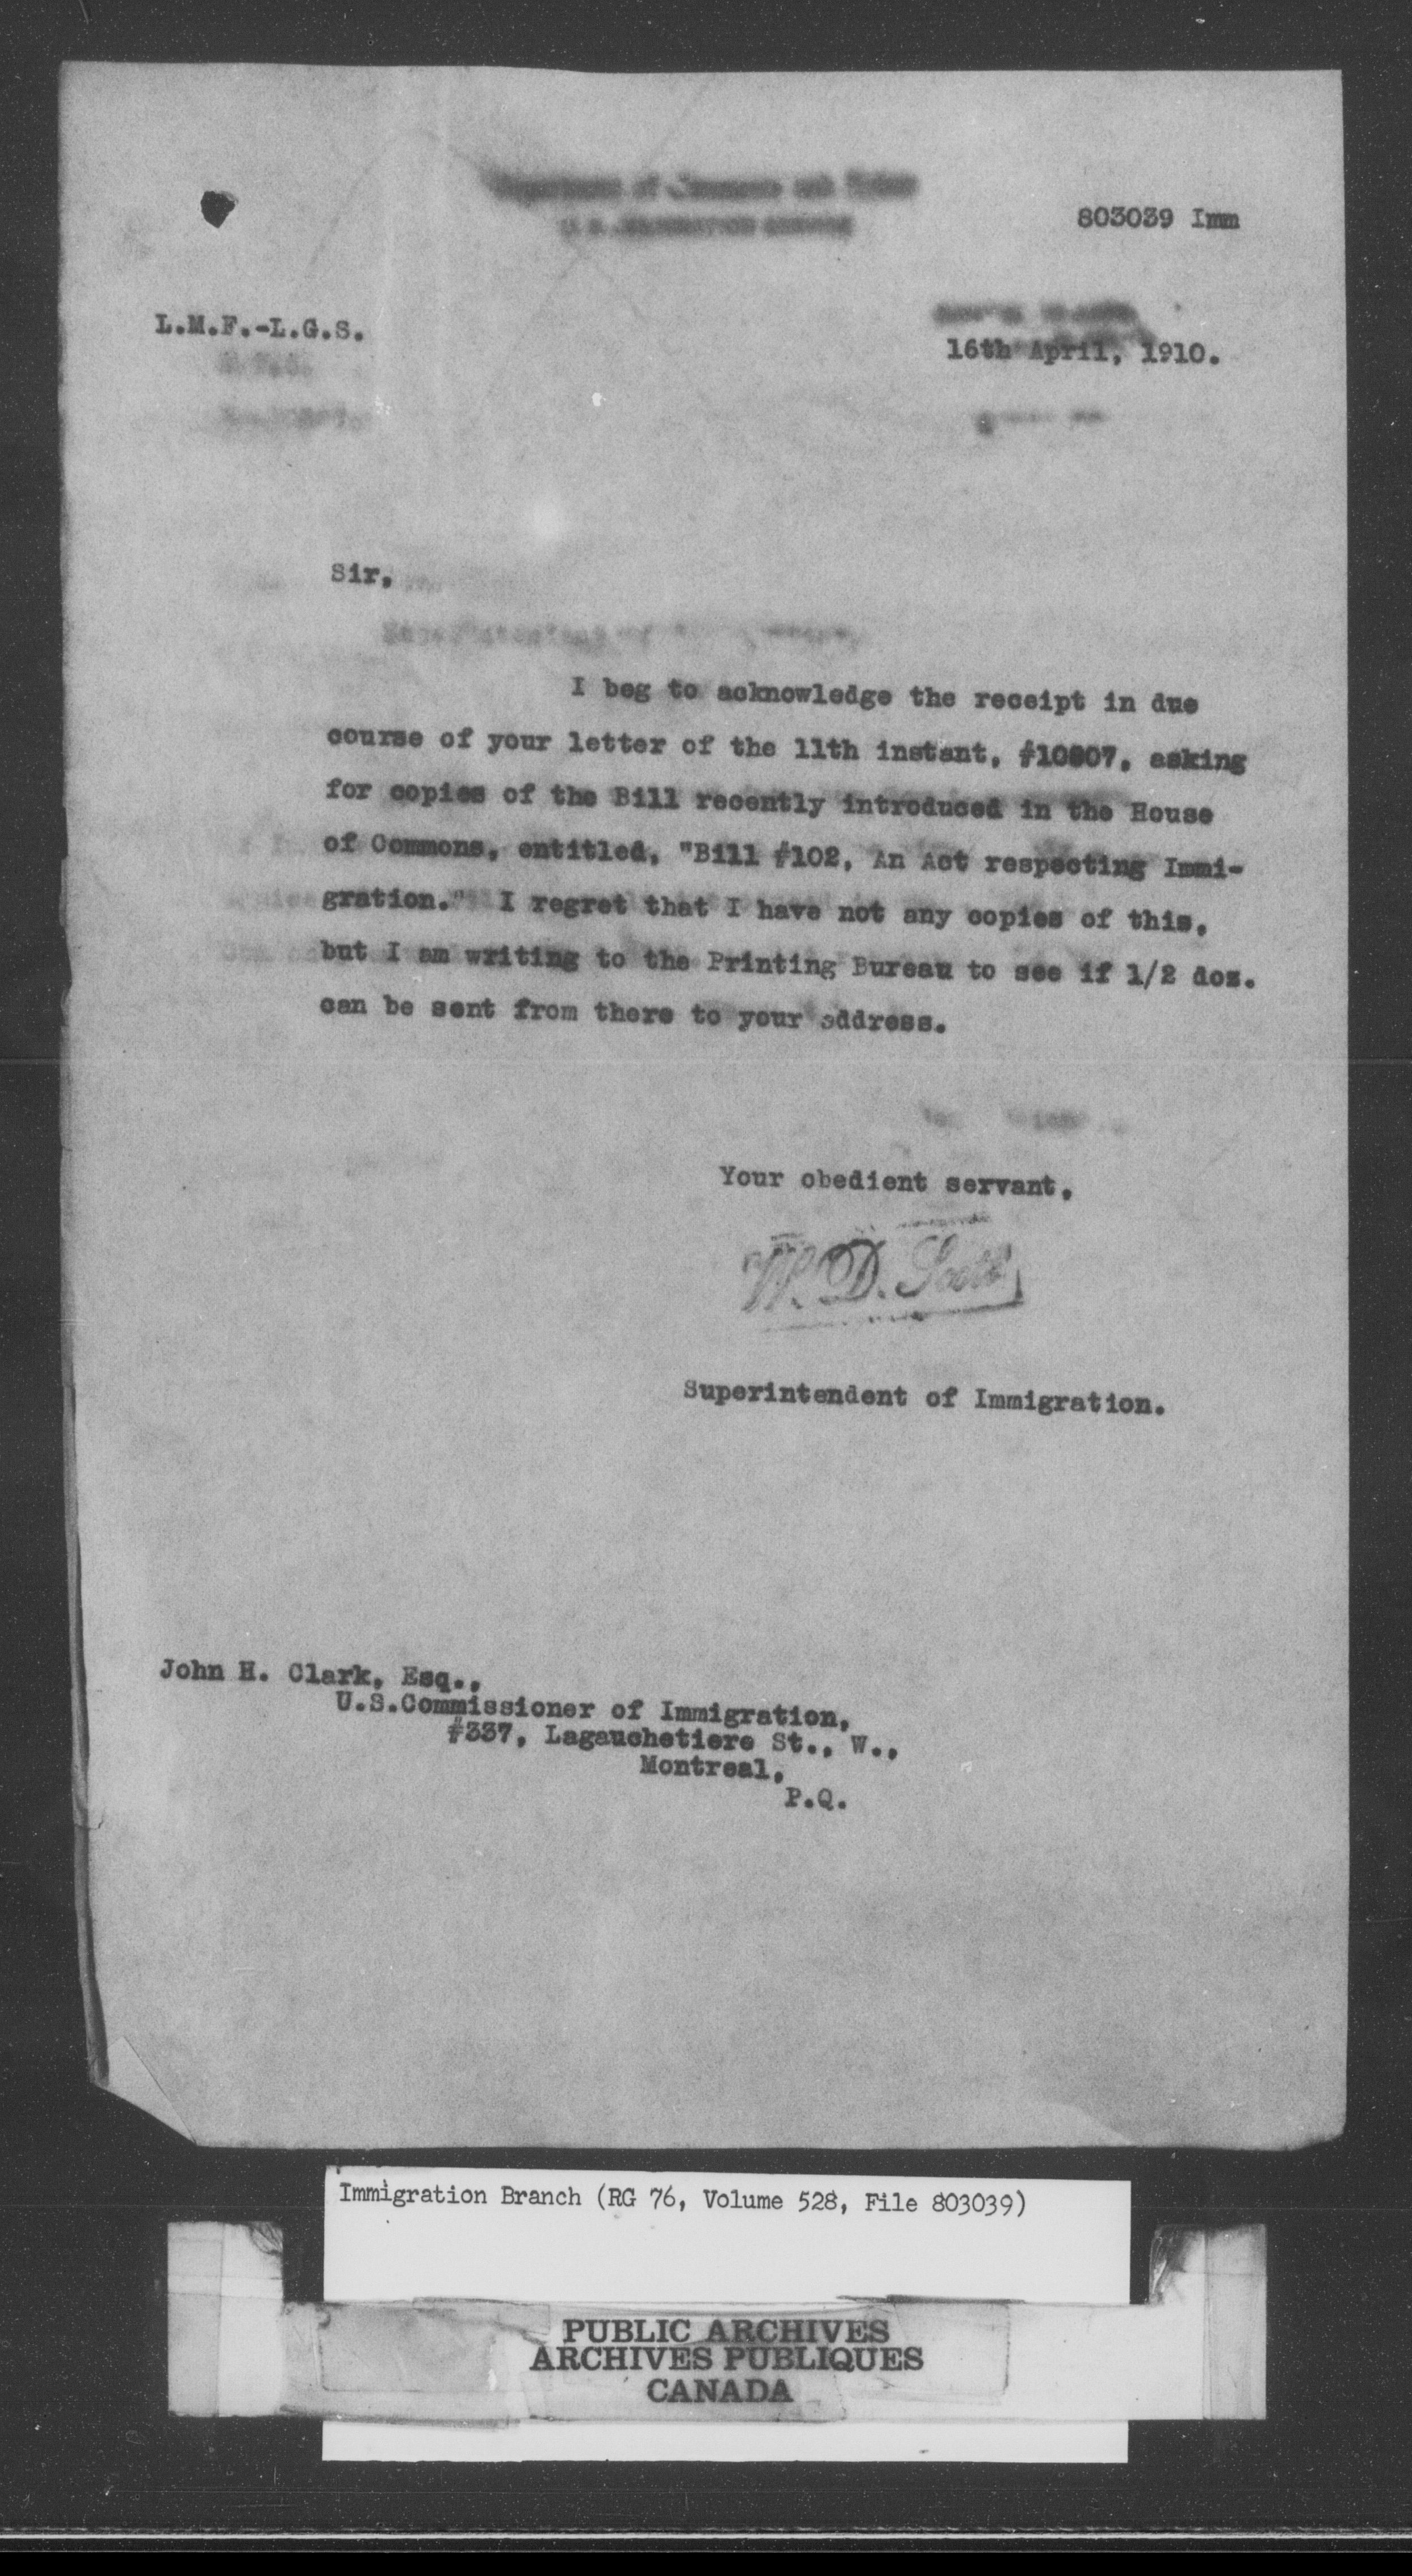 803039 Imm
L.M.F.-L.G.S.
16th April, 1910.
Sir,
I beg to acknowledge the receipt in due
course of your letter of the 11th instant, asking
for copies of the Bill recently introduced in the House
of Commons, entitled, "Bill #102, An Act respecting Immi-
gration." I regret that I have not any copies of this,
but I am writing to the Printing Bureau to see if 1/2 doz.
can be sent from there to your address.
Your obedient servant,
W. D. Scott
Superintendent of Immigration.
John H. Clark, Esq.,
U.S.Commissioner of Immigration,
#337, Lagauchetiere St., W.,
Montreal,
P.Q.
Immigration Branch (RG 76, Volume 528, File 803039)
PUBLIC ARCHIVES
ARCHIVES PUBLIQUES
CANADA